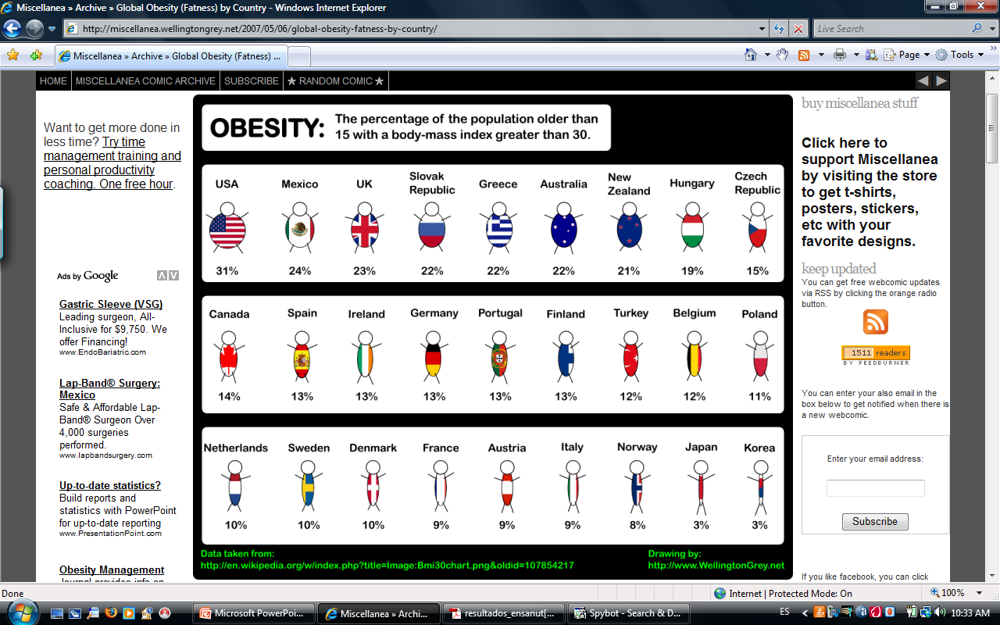 Miscellanea » Archive » Global Obesity (Fatness) by Country - Windows Internet Explorer
http://miscellanea.wellingtongrey.net/2007/05/06/global-obesity-fatness-by-country/
Live Search
Miscellanea » Archive » Global Obesity (Fatness) ...
Page
Tools
HOME
MISCELLANEA COMIC ARCHIVE
SUBSCRIBE
★ RANDOM COMIC ★
Want to get more done in
less time? Try time
management training and
personal productivity
coaching. One free hour.
Ads by Google
Gastric Sleeve (VSG)
Leading surgeon, All-
Inclusive for $9,750. We
offer Financing!
www.EndoBariatric.com
Lap-Band® Surgery:
Mexico
Safe & Affordable Lap-
Band® Surgeon Over
4,000 surgeries
performed.
www.lapbandsurgery.com
Up-to-date statistics?
Build reports and
statistics with PowerPoint
for up-to-date reporting
www.PresentationPoint.com
Obesity Management
Journal provides info on
OBESITY:
The percentage of the population older than
15 with a body-mass index greater than 30.
USA Mexico UK Slovak Republic Greece Australia New Zealand Hungary Czech Republic
31% 24% 23% 22% 22% 22% 21% 19% 15%
Canada Spain Ireland Germany Portugal Finland Turkey Belgium Poland
14% 13% 13% 13% 13% 13% 12% 12% 11%
Netherlands Sweden Denmark France Austria Italy Norway Japan Korea
10% 10% 10% 9% 9% 9% 8% 3% 3%
Data taken from:
http://en.wikipedia.org/w/index.php?title=Image:Bmi30chart.png&oldid=107854217
Drawing by:
http://www.WellingtonGrey.net
buy miscellanea stuff
Click here to
support Miscellanea
by visiting the store
to get t-shirts,
posters, stickers,
etc with your
favorite designs.
keep updated
You can get free webcomic updates
via RSS by clicking the orange radio
button.
1511 readers
BY FEEDBURNER
You can enter your also email in the
box below to get notified when there is
a new webcomic.
Enter your email address:
Subscribe
If you like facebook, you can click
Done
Internet | Protected Mode: On
100%
Microsoft PowerPoi...
Miscellanea » Archi...
resultados_ensanut[...
Spybot - Search & D...
ES
10:33 AM